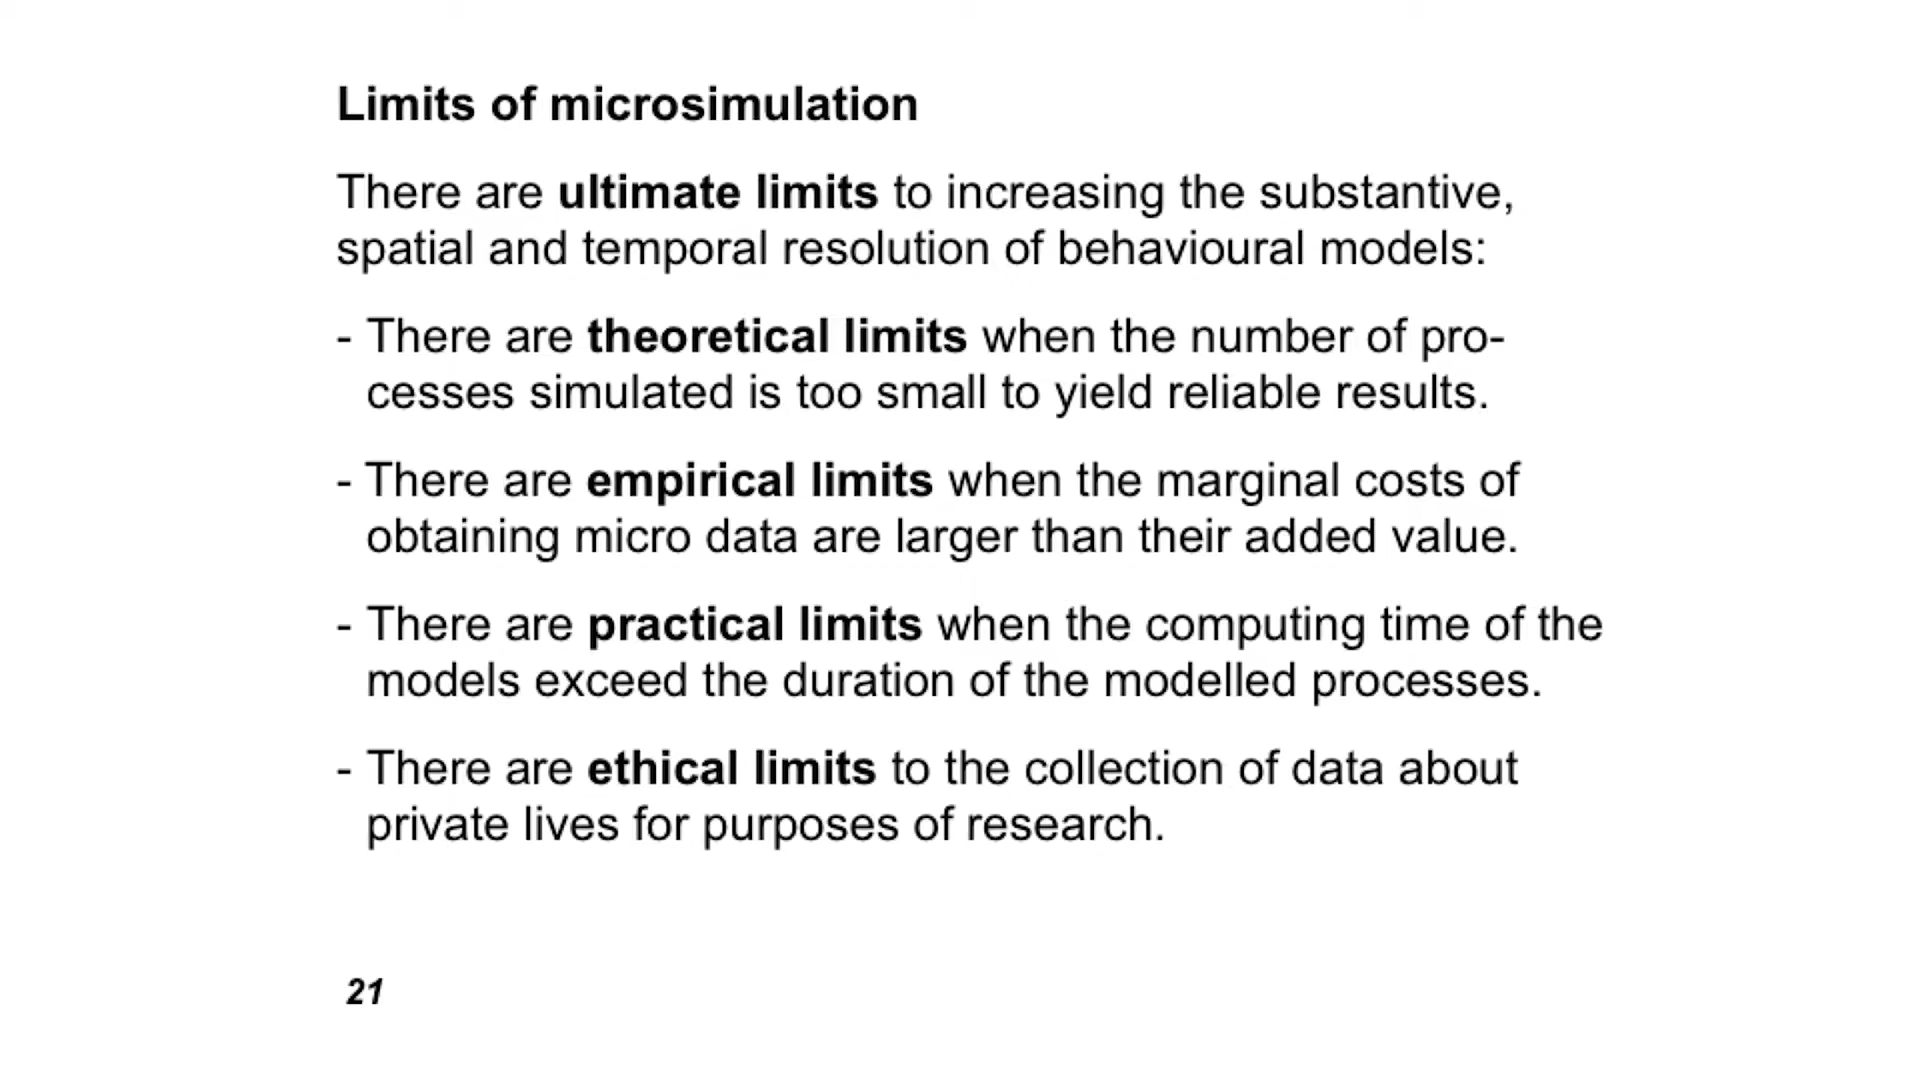 Limits of microsimulation
There are ultimate limits to increasing the substantive,
spatial and temporal resolution of behavioural models:
- There are theoretical limits when the number of pro-
cesses simulated is too small to yield reliable results.
- There are empirical limits when the marginal costs of
obtaining micro data are larger than their added value.
- There are practical limits when the computing time of the
models exceed the duration of the modelled processes.
- There are ethical limits to the collection of data about
private lives for purposes of research.
21